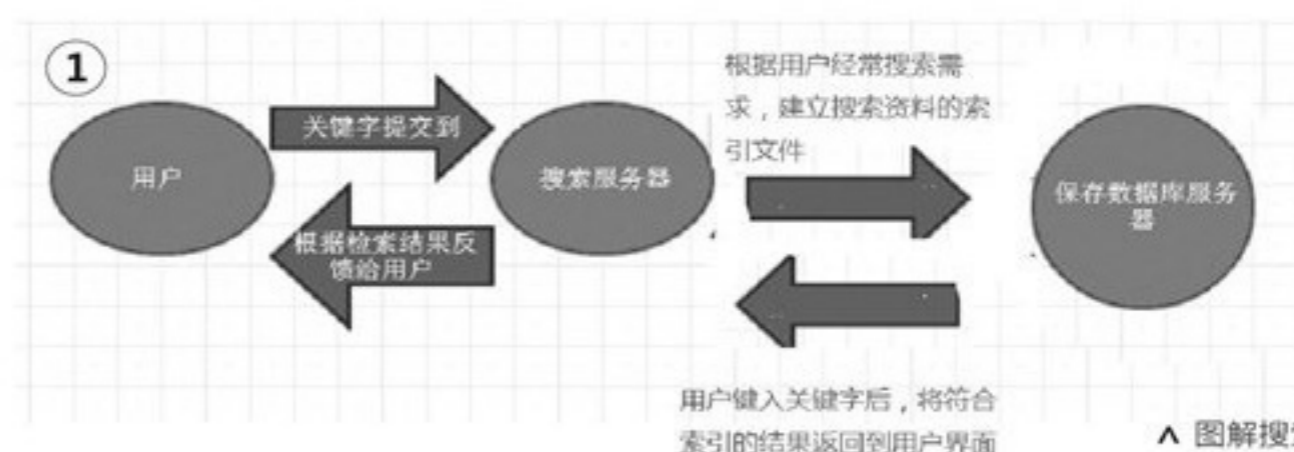 ①
用户
关键字提交到
根据检索结果反
馈给用户
搜索服务器
根据用户经常搜索需
求，建立搜索资料的索
引文件
用户键入关键字后，将符合
索引的结果返回到用户界面
保存数据库服务
器
∧ 图解搜